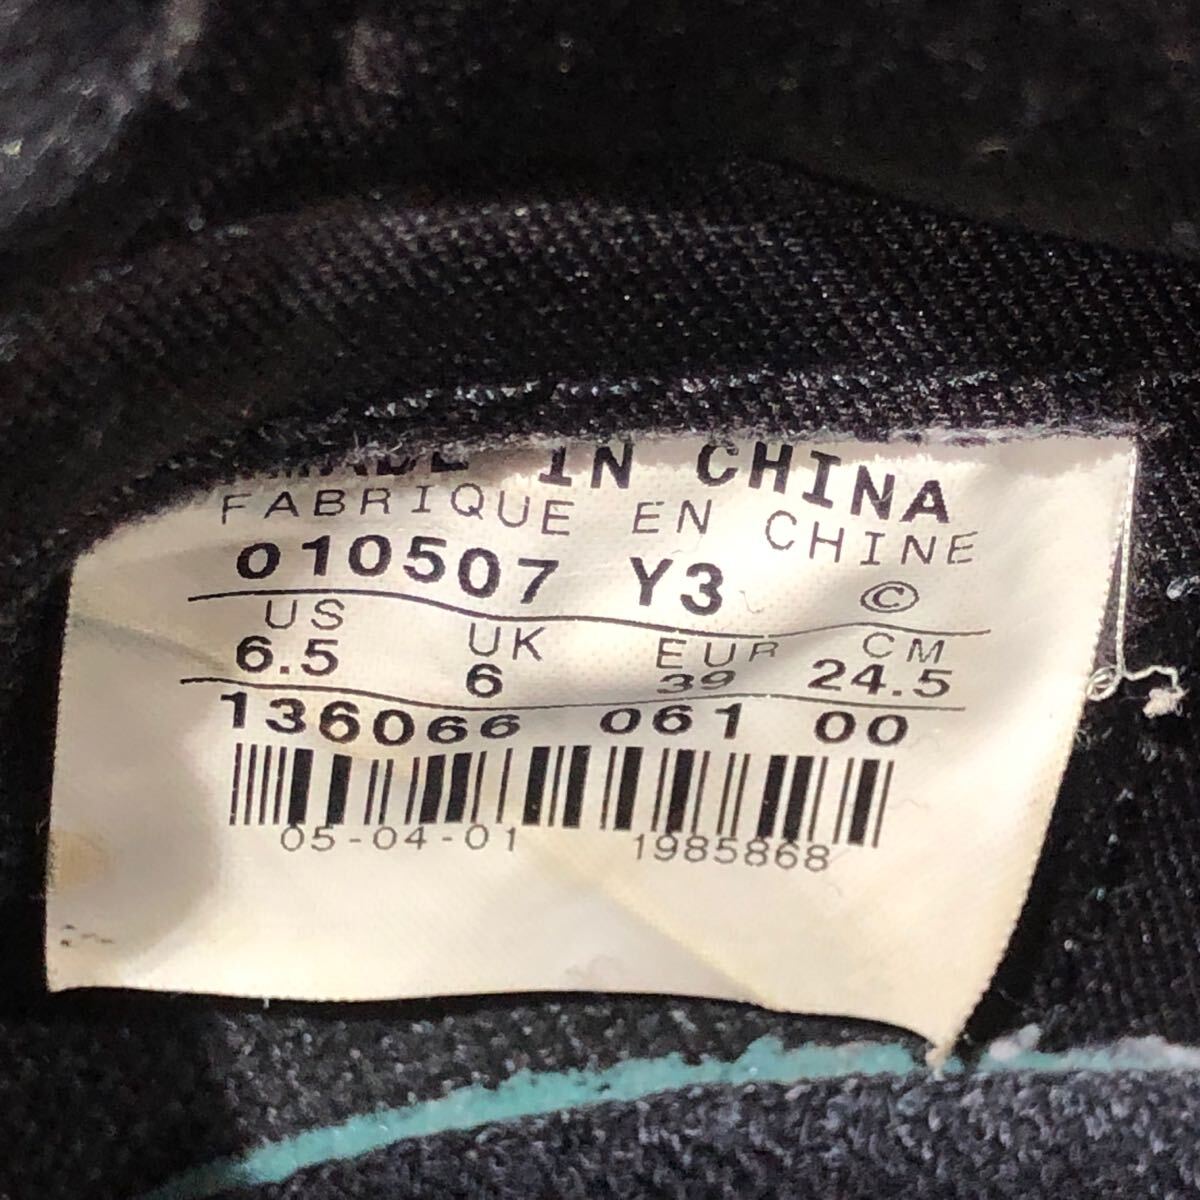 MADE IN CHINA
FABRIQUE EN CHINE
010507 Y3 ©
US UK EUR CM
6.5 6 39 24.5
136066 061 00
05-04-01 1985868